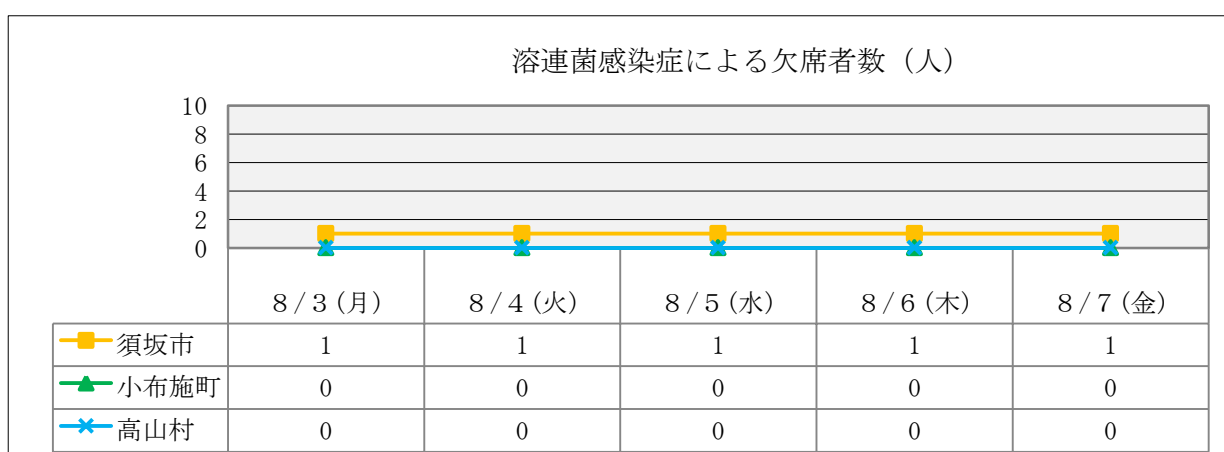 溶連菌感染症による欠席者数（人）
10
8
6
4
2
0
８/３(月) ８/４(火) ８/５(水) ８/６(木) ８/７(金)
須坂市 1 1 1 1 1
小布施町 0 0 0 0 0
高山村 0 0 0 0 0